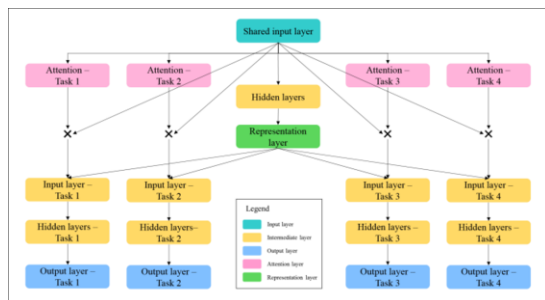 Shared input layer
Attention –
Task 1
Attention –
Task 2
Attention –
Task 3
Attention –
Task 4
Hidden layers
Representation
layer
Input layer –
Task 1
Input layer –
Task 2
Input layer –
Task 3
Input layer –
Task 4
Hidden layers –
Task 1
Hidden layers–
Task 2
Hidden layers –
Task 3
Hidden layers –
Task 4
Output layer –
Task 1
Output layer –
Task 2
Output layer –
Task 3
Output layer –
Task 4
Legend
Input layer
Intermediate layer
Output layer
Attention layer
Representation layer